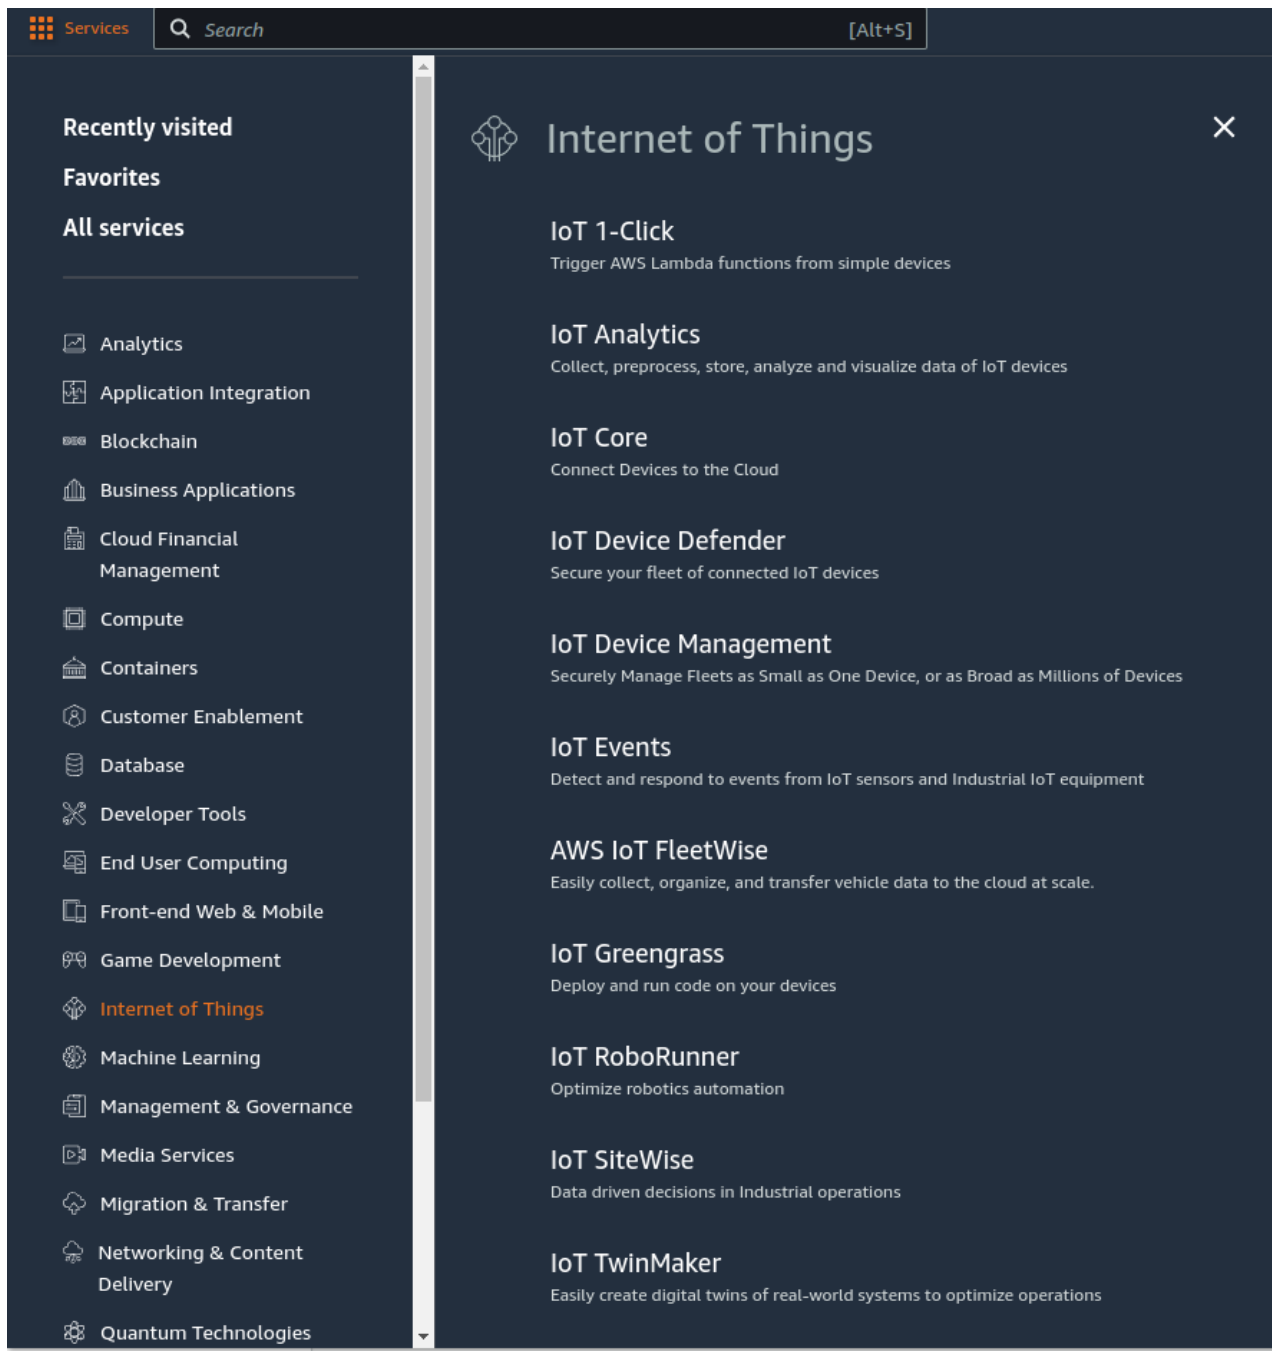 Services
Search [Alt+S]
Recently visited
Favorites
All services
Analytics
Application Integration
Blockchain
Business Applications
Cloud Financial
Management
Compute
Containers
Customer Enablement
Database
Developer Tools
End User Computing
Front-end Web & Mobile
Game Development
Internet of Things
Machine Learning
Management & Governance
Media Services
Migration & Transfer
Networking & Content
Delivery
Quantum Technologies
Internet of Things
IoT 1-Click
Trigger AWS Lambda functions from simple devices
IoT Analytics
Collect, preprocess, store, analyze and visualize data of IoT devices
IoT Core
Connect Devices to the Cloud
IoT Device Defender
Secure your fleet of connected IoT devices
IoT Device Management
Securely Manage Fleets as Small as One Device, or as Broad as Millions of Devices
IoT Events
Detect and respond to events from IoT sensors and Industrial IoT equipment
AWS IoT FleetWise
Easily collect, organize, and transfer vehicle data to the cloud at scale.
IoT Greengrass
Deploy and run code on your devices
IoT RoboRunner
Optimize robotics automation
IoT SiteWise
Data driven decisions in Industrial operations
IoT TwinMaker
Easily create digital twins of real-world systems to optimize operations